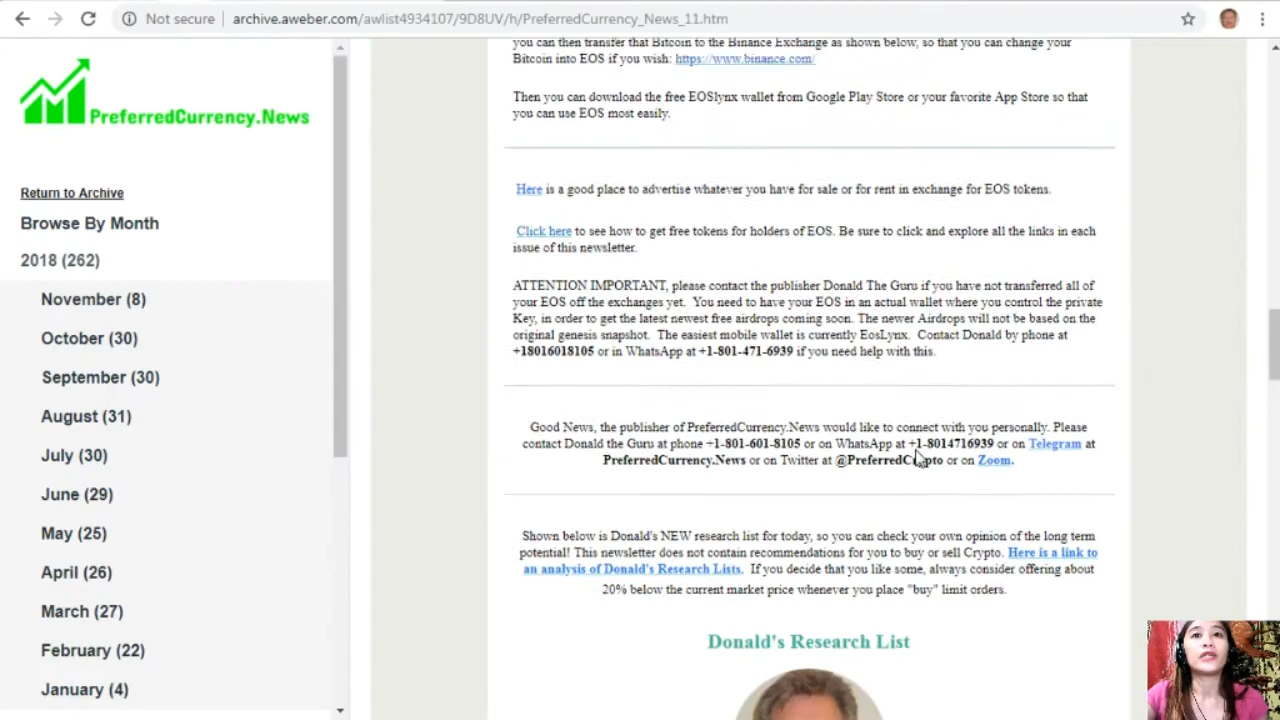 Not secure
archive.aweber.com/awlist4934107/9D8UV/h/PreferredCurrency_News_11.htm
PreferredCurrency.News
Return to Archive
Browse By Month
2018 (262)
November (8)
October (30)
September (30)
August (31)
July (30)
June (29)
May (25)
April (26)
March (27)
February (22)
January (4)
you can then transfer that Bitcoin to the Binance Exchange as shown below, so that you can change your
Bitcoin into EOS if you wish: https://www.binance.com/
Then you can download the free EOSlynx wallet from Google Play Store or your favorite App Store so that
you can use EOS most easily.
Here is a good place to advertise whatever you have for sale or for rent in exchange for EOS tokens.
Click here to see how to get free tokens for holders of EOS. Be sure to click and explore all the links in each
issue of this newsletter.
ATTENTION IMPORTANT, please contact the publisher Donald The Guru if you have not transferred all of
your EOS off the exchanges yet. You need to have your EOS in an actual wallet where you control the private
Key, in order to get the latest newest free airdrops coming soon. The newer Airdrops will not be based on the
original genesis snapshot. The easiest mobile wallet is currently EosLynx. Contact Donald by phone at
+18016018105 or in WhatsApp at +1-801-471-6939 if you need help with this.
Good News, the publisher of PreferredCurrency.News would like to connect with you personally. Please
contact Donald the Guru at phone +1-801-601-8105 or on WhatsApp at +1-8014716939 or on Telegram at
PreferredCurrency.News or on Twitter at @PreferredCrypto or on Zoom.
Shown below is Donald's NEW research list for today, so you can check your own opinion of the long term
potential! This newsletter does not contain recommendations for you to buy or sell Crypto. Here is a link to
an analysis of Donald's Research Lists. If you decide that you like some, always consider offering about
20% below the current market price whenever you place "buy" limit orders.
Donald's Research List